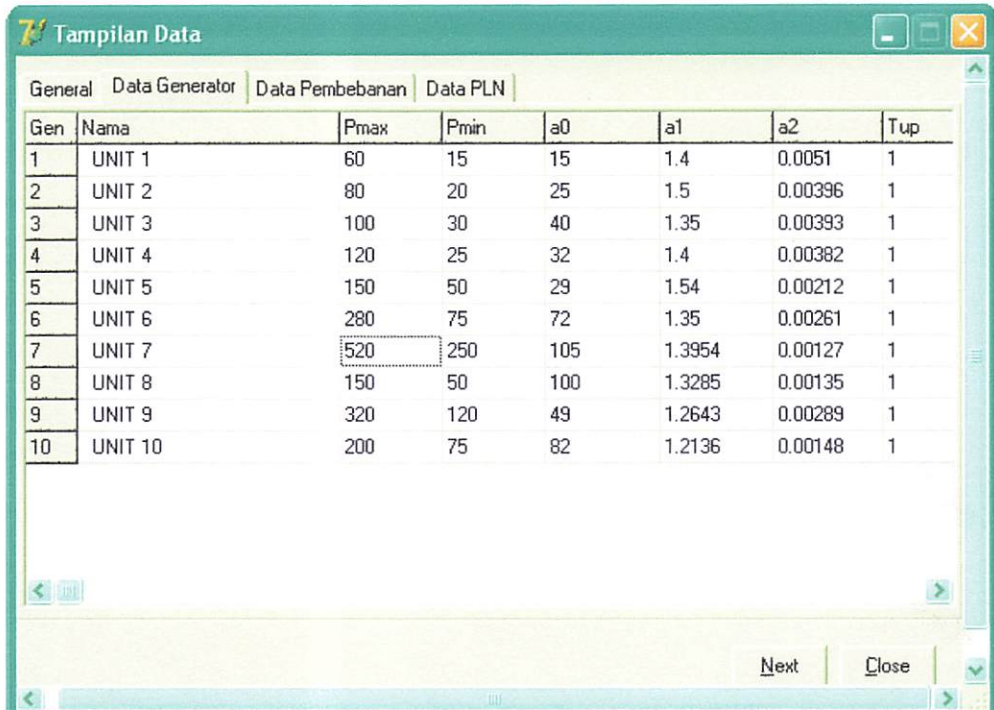 Tampilan Data
General Data Generator Data Pembebanan Data PLN
Gen Nama Pmax Pmin a0 a1 a2 Tup
1 UNIT 1 60 15 15 1.4 0.0051 1
2 UNIT 2 80 20 25 1.5 0.00396 1
3 UNIT 3 100 30 40 1.35 0.00393 1
4 UNIT 4 120 25 32 1.4 0.00382 1
5 UNIT 5 150 50 29 1.54 0.00212 1
6 UNIT 6 280 75 72 1.35 0.00261 1
7 UNIT 7 520 250 105 1.3954 0.00127 1
8 UNIT 8 150 50 100 1.3285 0.00135 1
9 UNIT 9 320 120 49 1.2643 0.00289 1
10 UNIT 10 200 75 82 1.2136 0.00148 1
Next Close